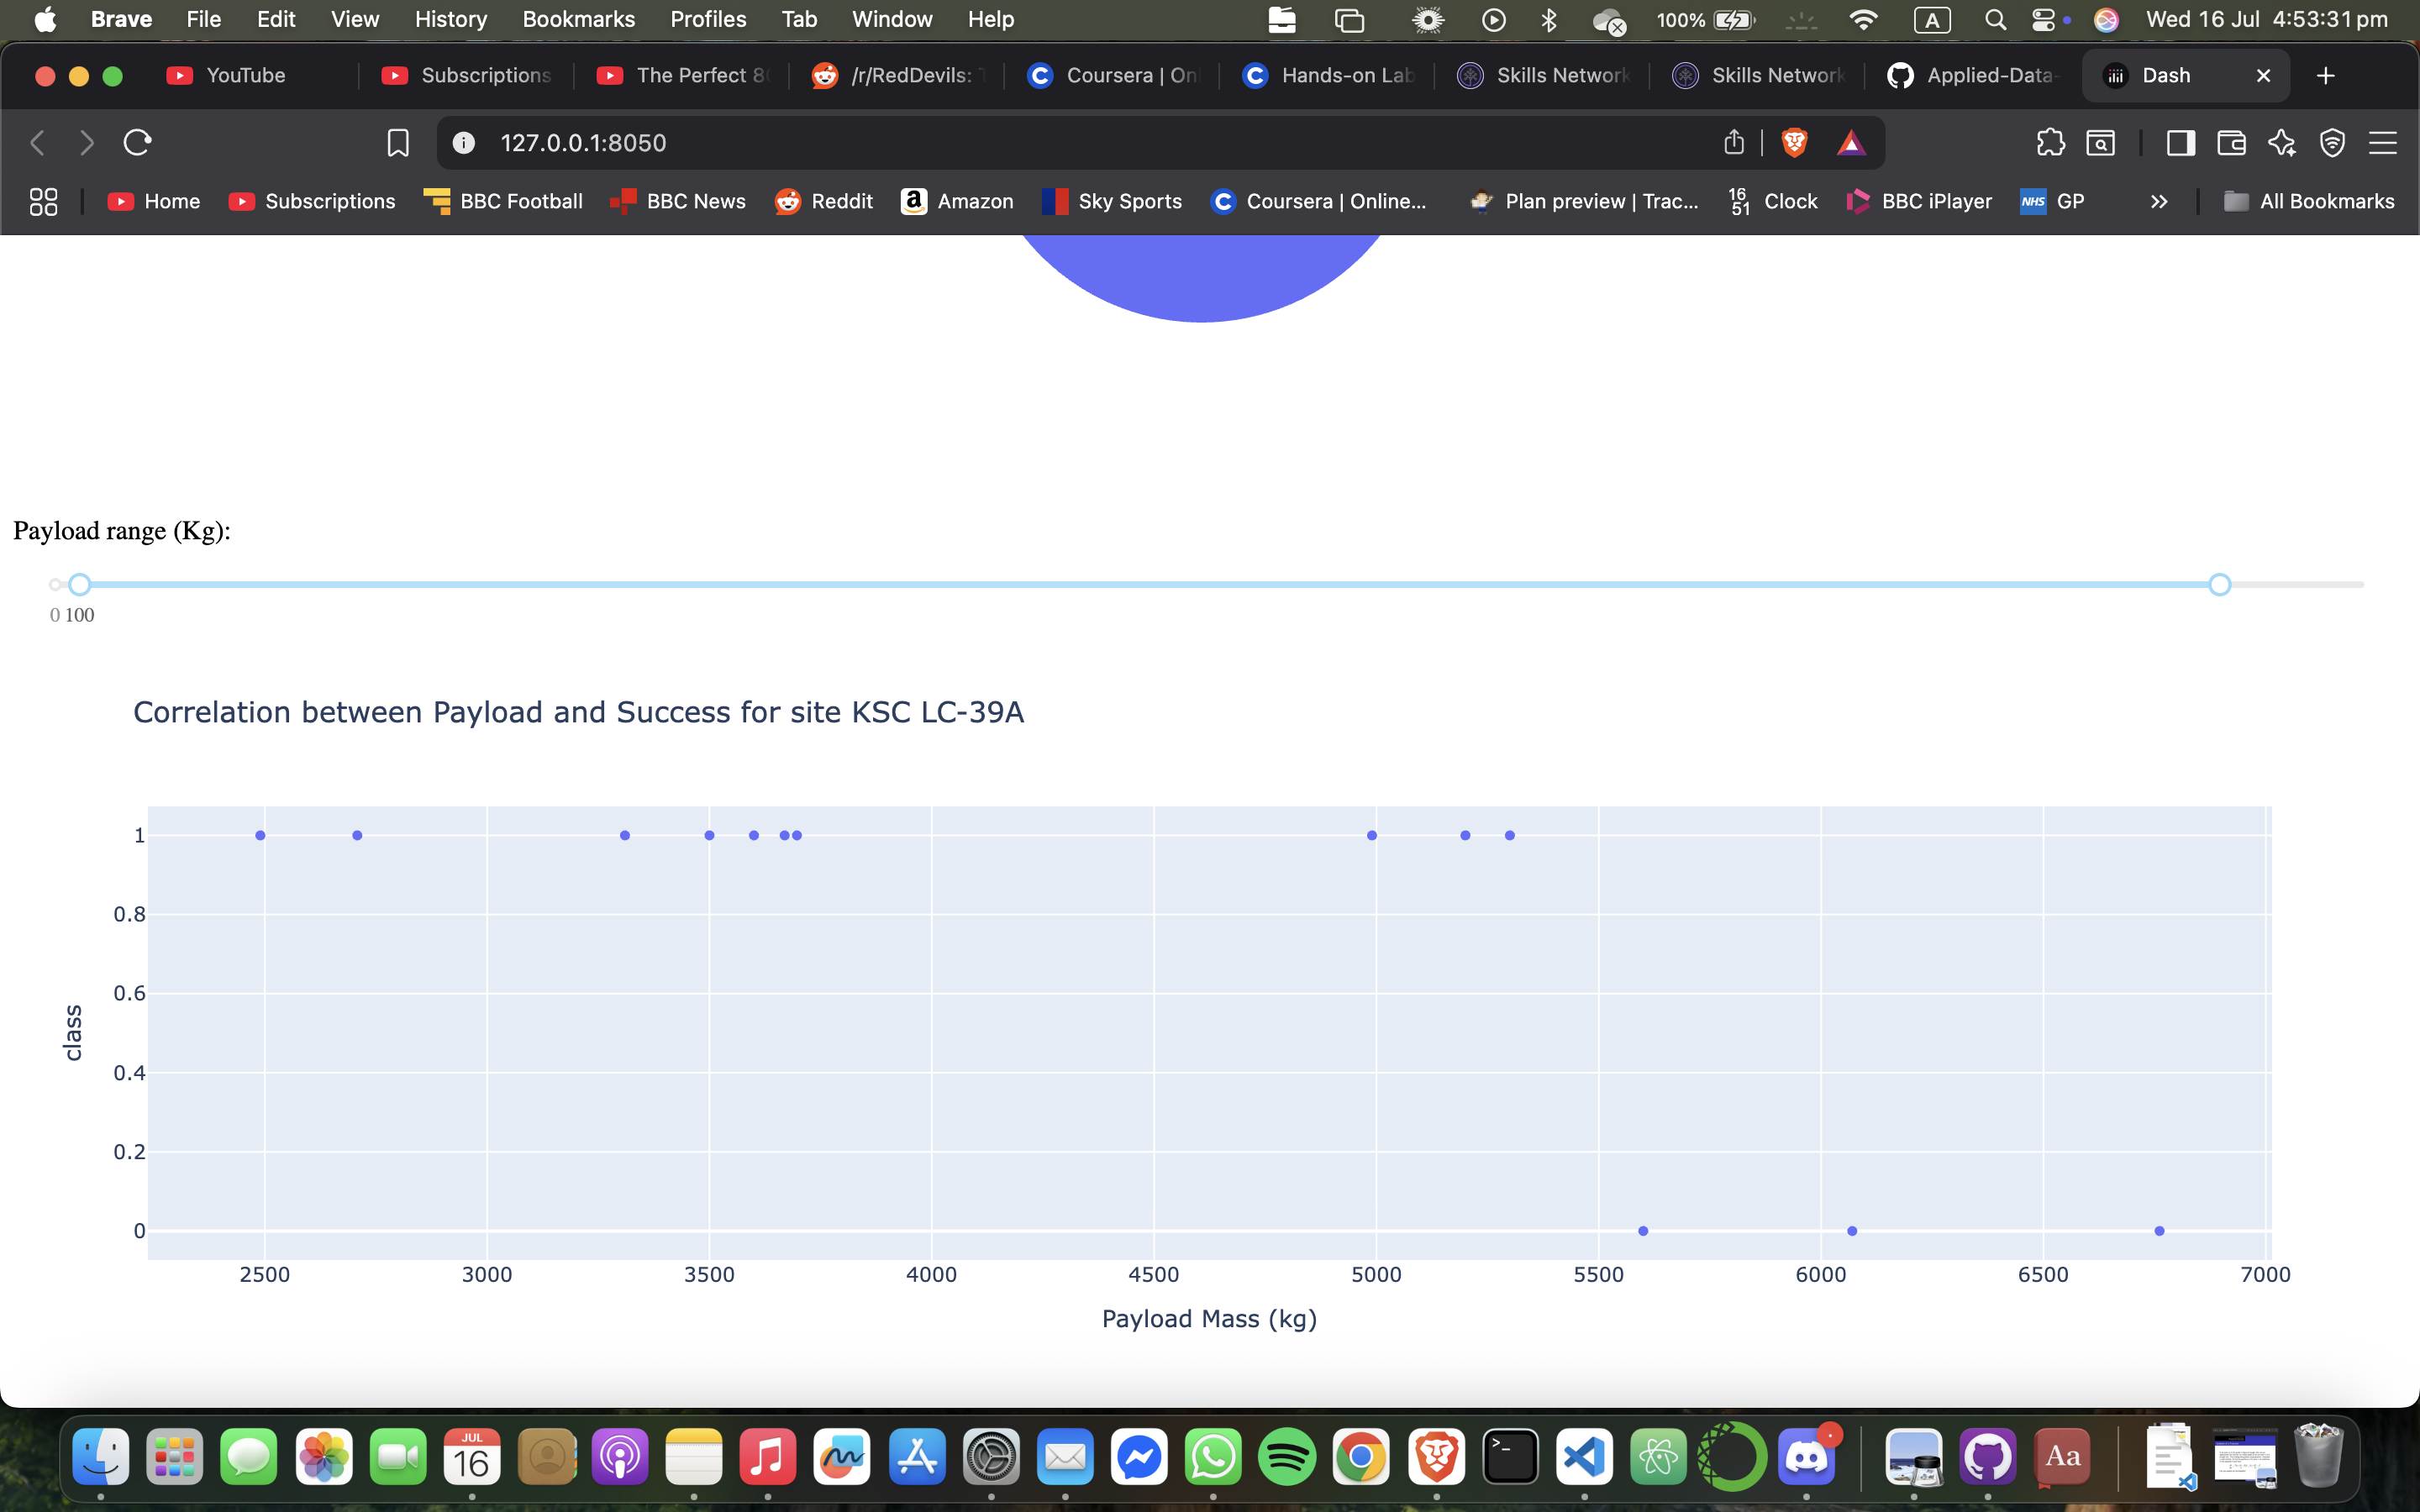 Brave File Edit View History Bookmarks Profiles Tab Window Help 100% A Wed 16 Jul 4:53:31 pm
YouTube Subscriptions The Perfect 8 /r/RedDevils: Coursera | Onl Hands-on Lab Skills Network Skills Network Applied-Data- Dash
127.0.0.1:8050
Home Subscriptions BBC Football BBC News Reddit Amazon Sky Sports Coursera | Online... Plan preview | Trac... 16 51 Clock BBC iPlayer NHS GP All Bookmarks
Payload range (Kg):
0 100
Correlation between Payload and Success for site KSC LC-39A
1
0.8
0.6
0.4
0.2
0
class
2500 3000 3500 4000 4500 5000 5500 6000 6500 7000
Payload Mass (kg)
JUL
16
Aa